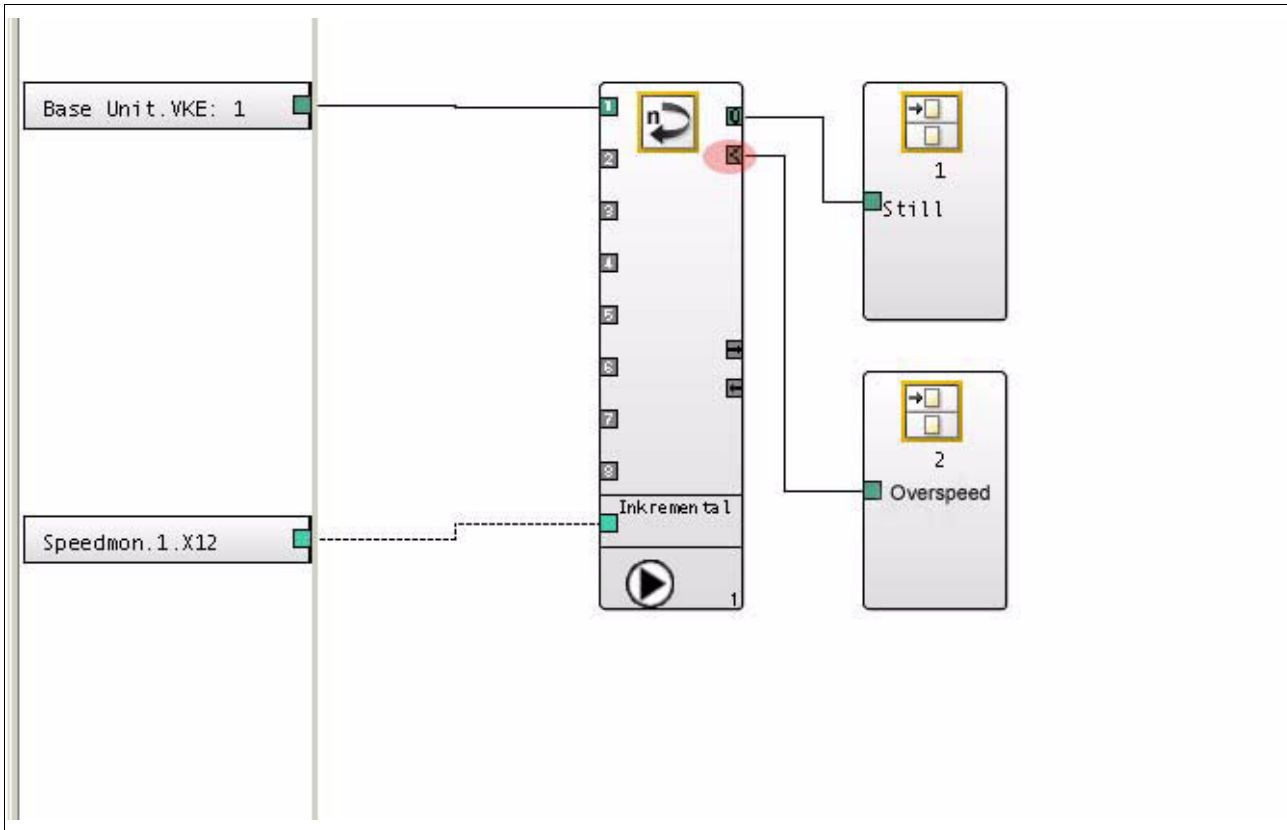 Base Unit.VKE: 1
Speedmon.1.X12
1
2
3
4
5
6
7
8
n
Q
<
Inkremental
1
1
Still
2
Overspeed